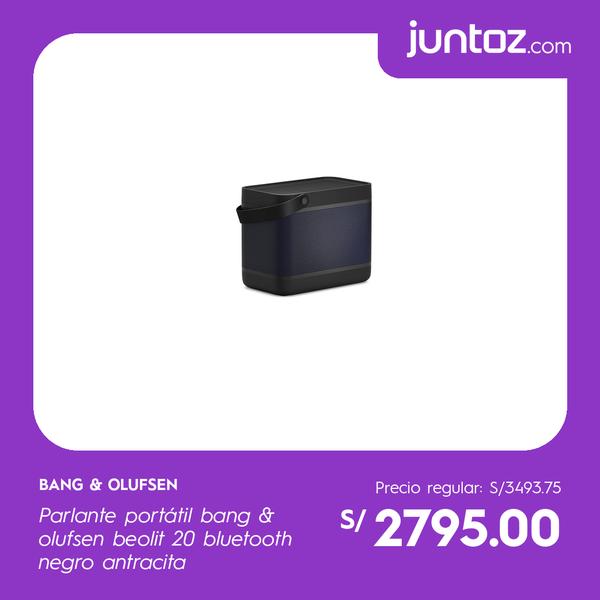 juntoz.com
BANG & OLUFSEN
Parlante portátil bang &
olufsen beolit 20 bluetooth
negro antracita
Precio regular: S/3493.75
S/ 2795.00